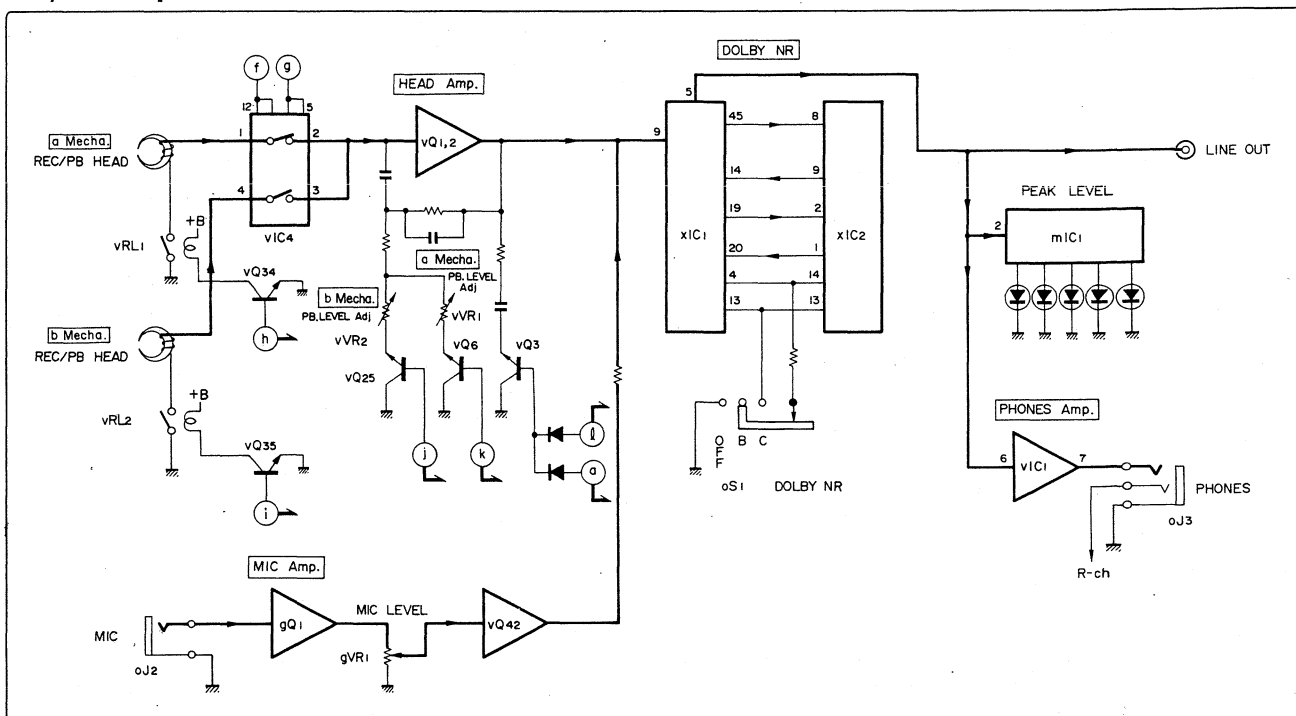 DOLBY NR
f g
HEAD Amp.
12 5
5
a Mecha.
REC/PB HEAD
1 2
vQ1,2
9
45 8
LINE OUT
4 3
14 9
PEAK LEVEL
+B
vIC4
19 2
xIC1
xIC2
2
mIC1
vRL1
20 1
vQ34
a Mecha.
PB.LEVEL
Adj
4 14
b Mecha.
PB.LEVEL Adj
vVR1
13 13
b Mecha.
REC/PB HEAD
h
vVR2
vQ6
vQ3
vQ25
+B
vRL2
O
F
F
B C
PHONES Amp.
vQ35
j k
l
a
6
vIC1
7
oS1 DOLBY NR
PHONES
i
oJ3
MIC Amp.
R-ch
MIC LEVEL
MIC
gQ1
vQ42
gVR1
oJ2